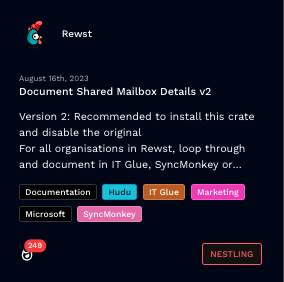 Rewst
August 16th, 2023
Document Shared Mailbox Details v2
Version 2: Recommended to install this crate
and disable the original
For all organisations in Rewst, loop through
and document in IT Glue, SyncMonkey or...
Documentation Hudu IT Glue Marketing
Microsoft SyncMonkey
249
NESTLING